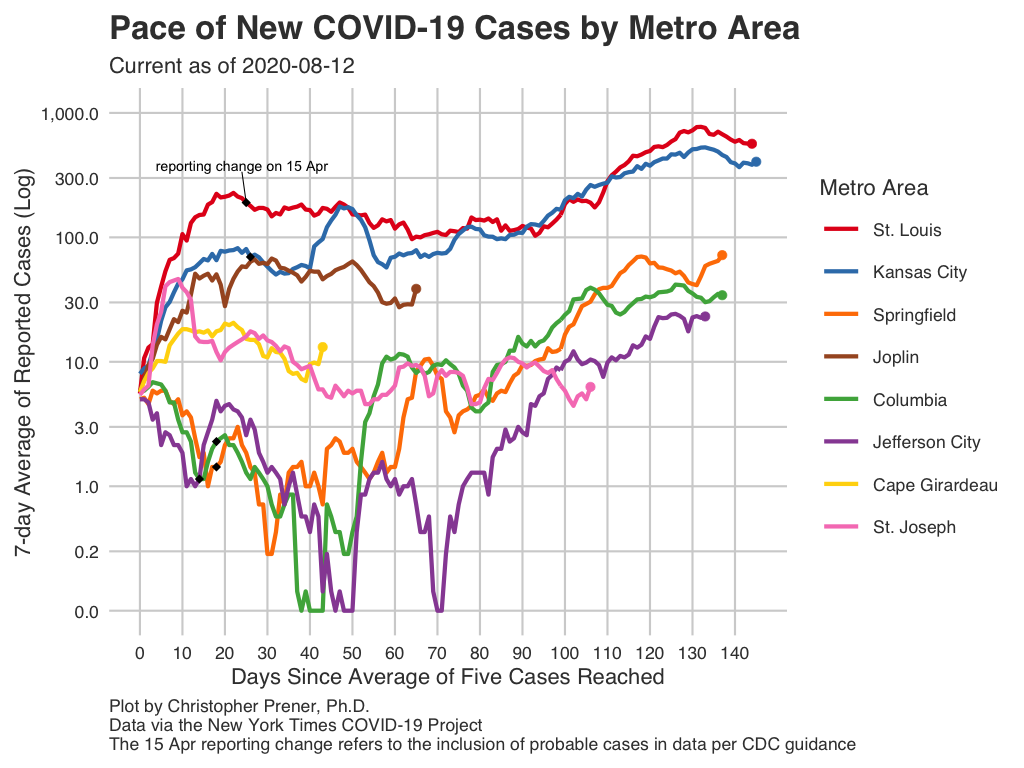 Pace of New COVID-19 Cases by Metro Area
Current as of 2020-08-12
7-day Average of Reported Cases (Log)
1,000.0
300.0
100.0
30.0
10.0
3.0
1.0
0.2
0.0
reporting change on 15 Apr
0 10 20 30 40 50 60 70 80 90 100 110 120 130 140
Days Since Average of Five Cases Reached
Metro Area
St. Louis
Kansas City
Springfield
Joplin
Columbia
Jefferson City
Cape Girardeau
St. Joseph
Plot by Christopher Prener, Ph.D.
Data via the New York Times COVID-19 Project
The 15 Apr reporting change refers to the inclusion of probable cases in data per CDC guidance